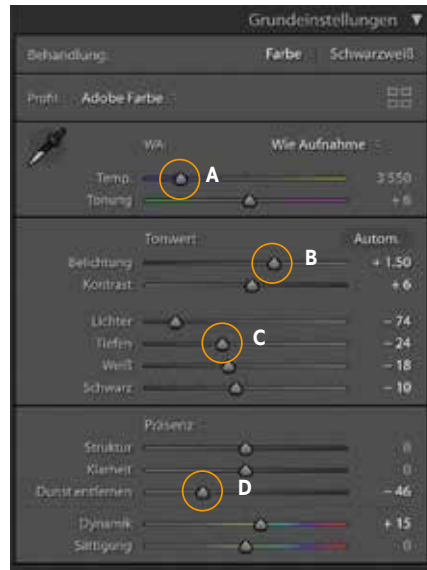 Grundeinstellungen ▼
Behandlung: Farbe Schwarzweiß
Profil: Adobe Farbe
WA: Wie Aufnahme
Temp. A 3 550
Tonung + 6
Tonwert Autom.
Belichtung B + 1,50
Kontrast + 6
Lichter – 74
Tiefen C – 24
Weiß – 18
Schwarz – 10
Präsenz
Struktur 0
Klarheit 0
Dunst entfernen D – 46
Dynamik + 15
Sättigung 0